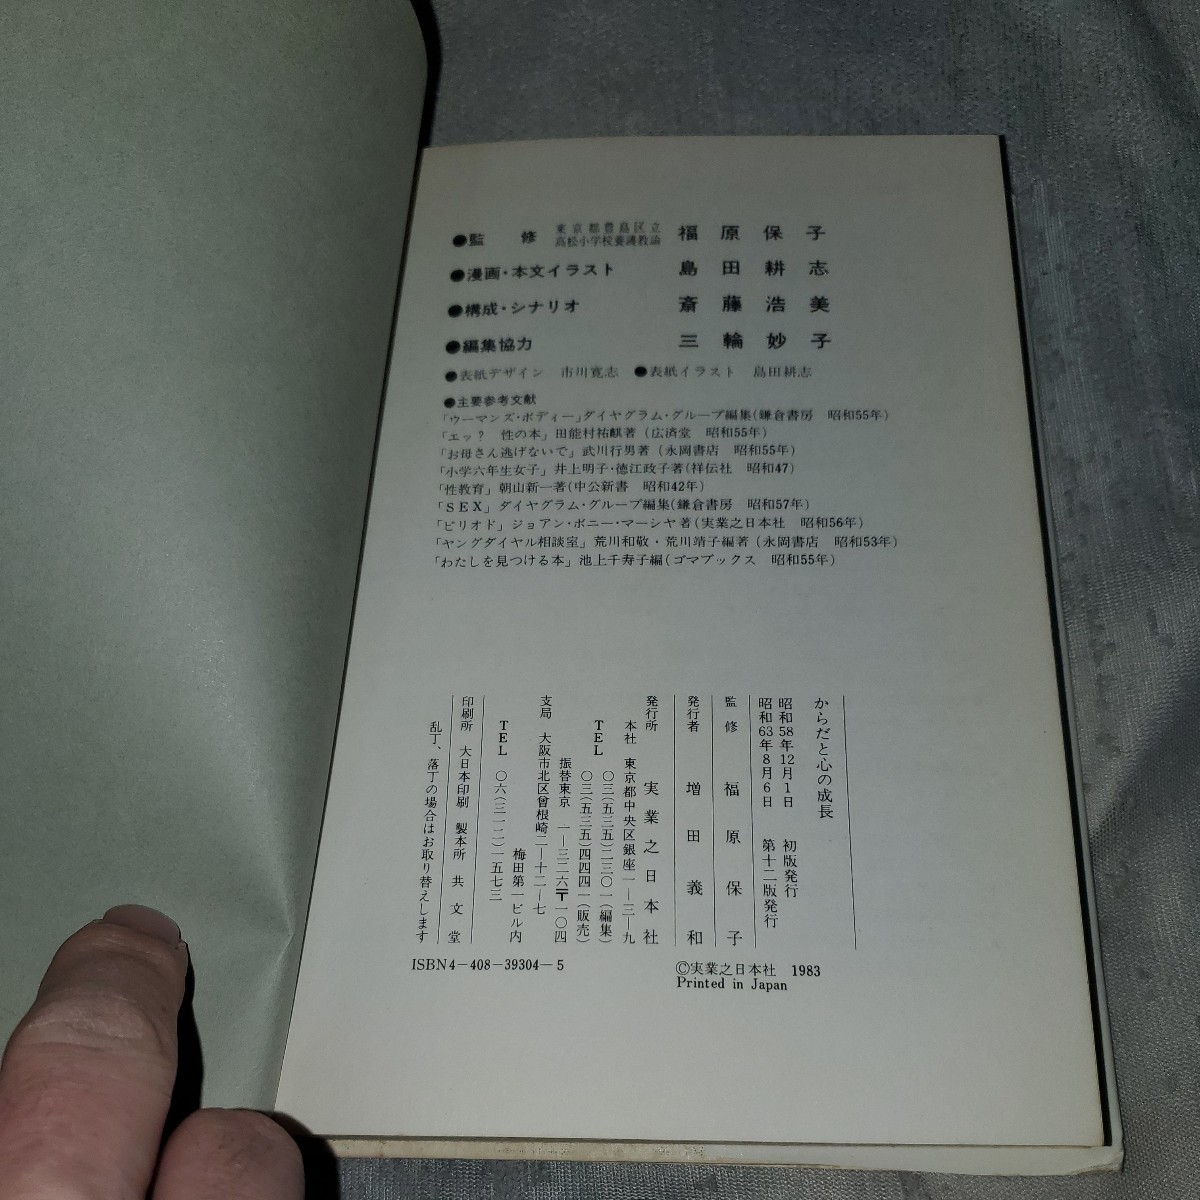 ●監修 東京都豊島区立 福原保子
高松小学校養護教諭
●漫画・本文イラスト 島田耕志
●構成・シナリオ 斎藤浩美
●編集協力 三輪妙子
●表紙デザイン 市川寛志 ●表紙イラスト 島田耕志
●主要参考文献
「ウーマンズ・ボディー」ダイヤグラム・グループ編集(鎌倉書房 昭和55年)
「エッ? 性の本」田能村祐麒著(広済堂 昭和55年)
「お母さん逃げないで」武川行男著(永岡書店 昭和55年)
「小学六年生女子」井上明子・徳江政子著(祥伝社 昭和47)
「性教育」朝山新一著(中公新書 昭和42年)
「SEX」ダイヤグラム・グループ編集(鎌倉書房 昭和57年)
「ピリオド」ジョアン・ボニー・マーシヤ著(実業之日本社 昭和56年)
「ヤングダイヤル相談室」荒川和敬・荒川靖子編著(永岡書店 昭和53年)
「わたしを見つける本」池上千寿子編(ゴマブックス 昭和55年)
からだと心の成長
昭和58年12月1日 初版発行
昭和63年8月6日 第十二版発行
監修 福原保子
発行者 増田義和
発行所 実業之日本社
本社 東京都中央区銀座一ー三ー九
TEL 〇三(五三五)二三〇一(編集)
〇三(五三五)四四四一(販売)
振替東京 一ー三二六〒一〇四
支局 大阪市北区曾根崎二ー十二ー七
梅田第一ビル内
TEL 〇六(三一二)一五七三
印刷所 大日本印刷 製本所 共文堂
乱丁、落丁の場合はお取り替えします
ISBN4-408-39304-5
©実業之日本社 1983
Printed in Japan